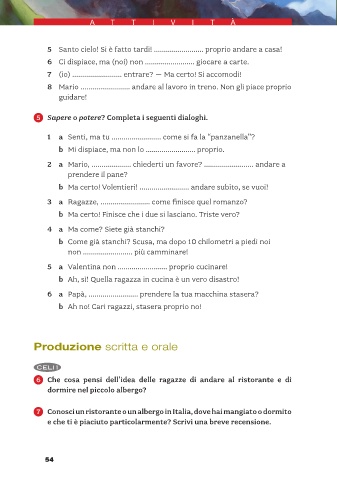 ATTIVITÀ
5 Santo cielo! Si è fatto tardi! ........................ proprio andare a casa!
6 Ci dispiace, ma (noi) non ........................ giocare a carte.
7 (io) ........................ entrare? — Ma certo! Si accomodi!
8 Mario ........................ andare al lavoro in treno. Non gli piace proprio
guidare!
5 Sapere o potere? Completa i seguenti dialoghi.
1 a Senti, ma tu ........................ come si fa la "panzanella"?
b Mi dispiace, ma non lo ........................ proprio.
2 a Mario, ................... chiederti un favore? ........................ andare a
prendere il pane?
b Ma certo! Volentieri! ........................ andare subito, se vuoi!
3 a Ragazze, ........................ come finisce quel romanzo?
b Ma certo! Finisce che i due si lasciano. Triste vero?
4 a Ma come? Siete già stanchi?
b Come già stanchi? Scusa, ma dopo 10 chilometri a piedi noi
non ........................ più camminare!
5 a Valentina non ........................ proprio cucinare!
b Ah, sì! Quella ragazza in cucina è un vero disastro!
6 a Papà, ........................ prendere la tua macchina stasera?
b Ah no! Cari ragazzi, stasera proprio no!
Produzione scritta e orale
CELI 1
6 Che cosa pensi dell'idea delle ragazze di andare al ristorante e di
dormire nel piccolo albergo?
7 Conosci un ristorante o un albergo in Italia, dove hai mangiato o dormito
e che ti è piaciuto particolarmente? Scrivi una breve recensione.
54